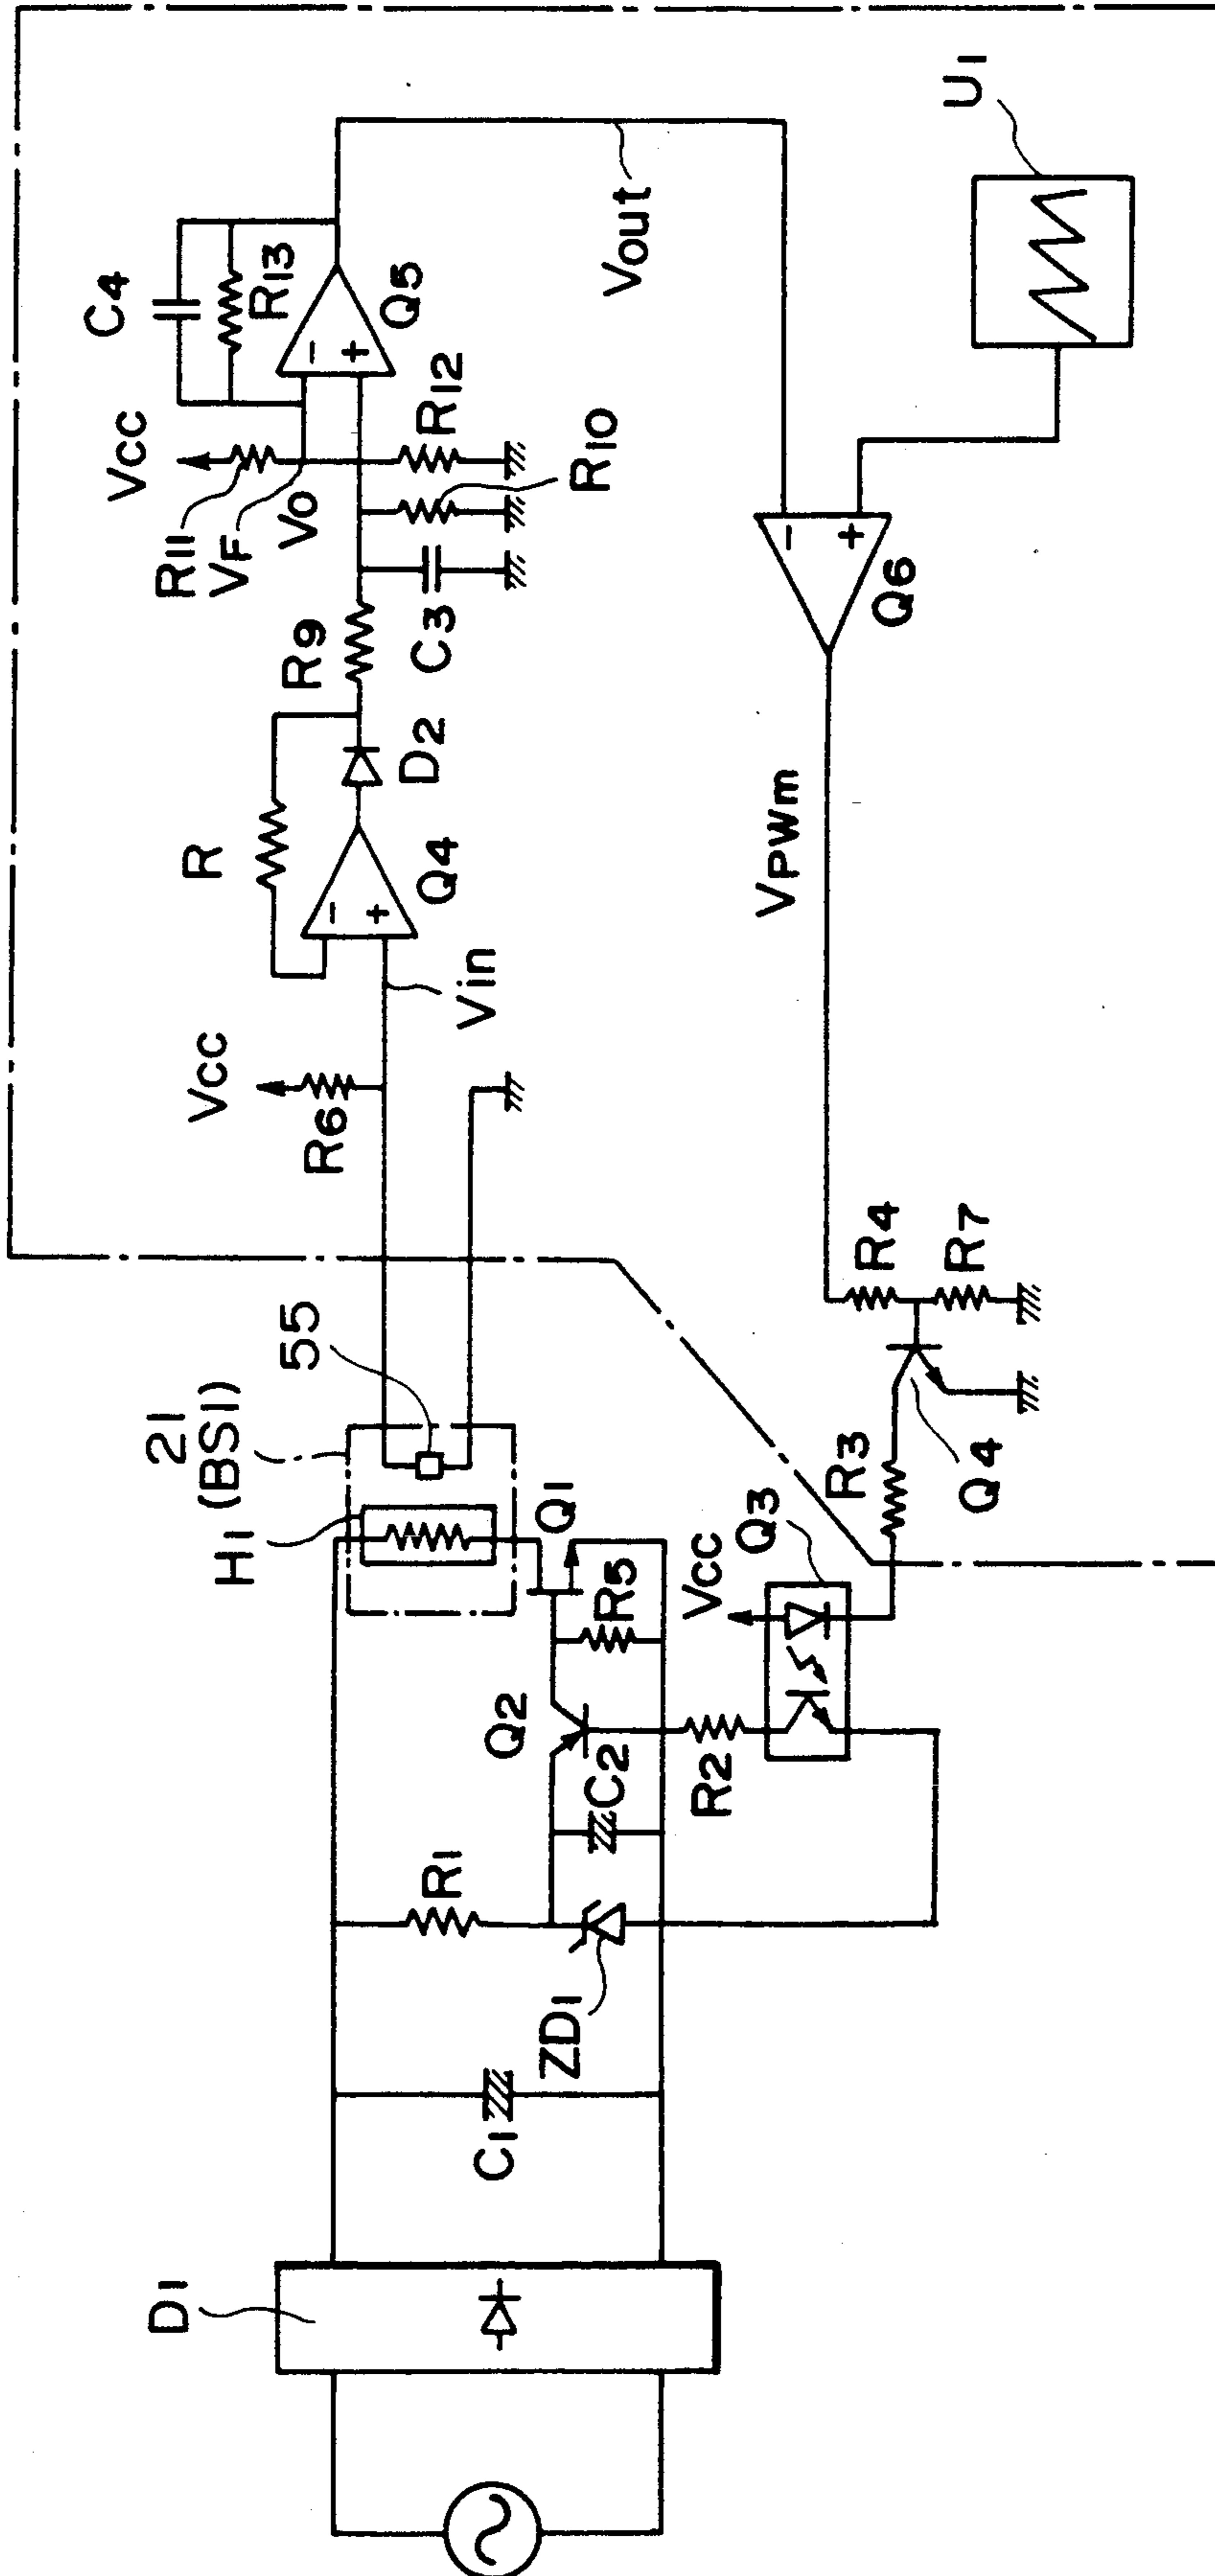 D1
C1
ZD1
R1
C2
Q2
R5
Q1
H1
21
(BS1)
55
R2
Q3
Vcc
R3
Q4
R4
R7
Vcc
R6
Vin
R
−
+
Q4
D2
R9
C3
R10
R12
R11
VF
Vo
Vcc
C4
R13
−
+
Q5
Vout
U1
−
+
Q6
VPWm